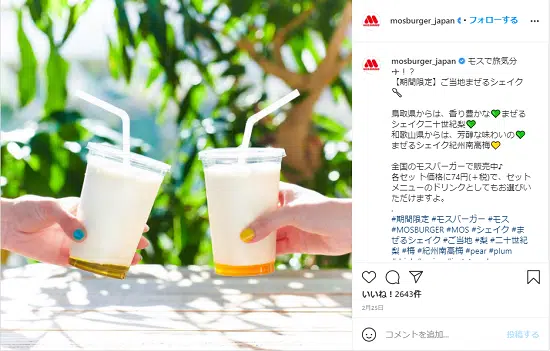 mosburger_japan • フォローする
mosburger_japan モスで旅気分
+！？
【期間限定】ご当地まぜるシェイク
鳥取県からは、香り豊かな💚まぜる
シェイク二十世紀梨💚
和歌山県からは、芳醇な味わいの💚
まぜるシェイク紀州南高梅💛
全国のモスバーガーで販売中♪
各セット価格に74円(＋税)で、セット
メニューのドリンクとしてもお選びい
ただけますよ。
.
#期間限定 #モスバーガー #モス
#MOSBURGER #MOS #シェイク #ま
ぜるシェイク #ご当地 #梨 #二十世紀
梨 #梅 #紀州南高梅 #pear #plum
いいね！2643件
2月25日
コメントを追加...
投稿する